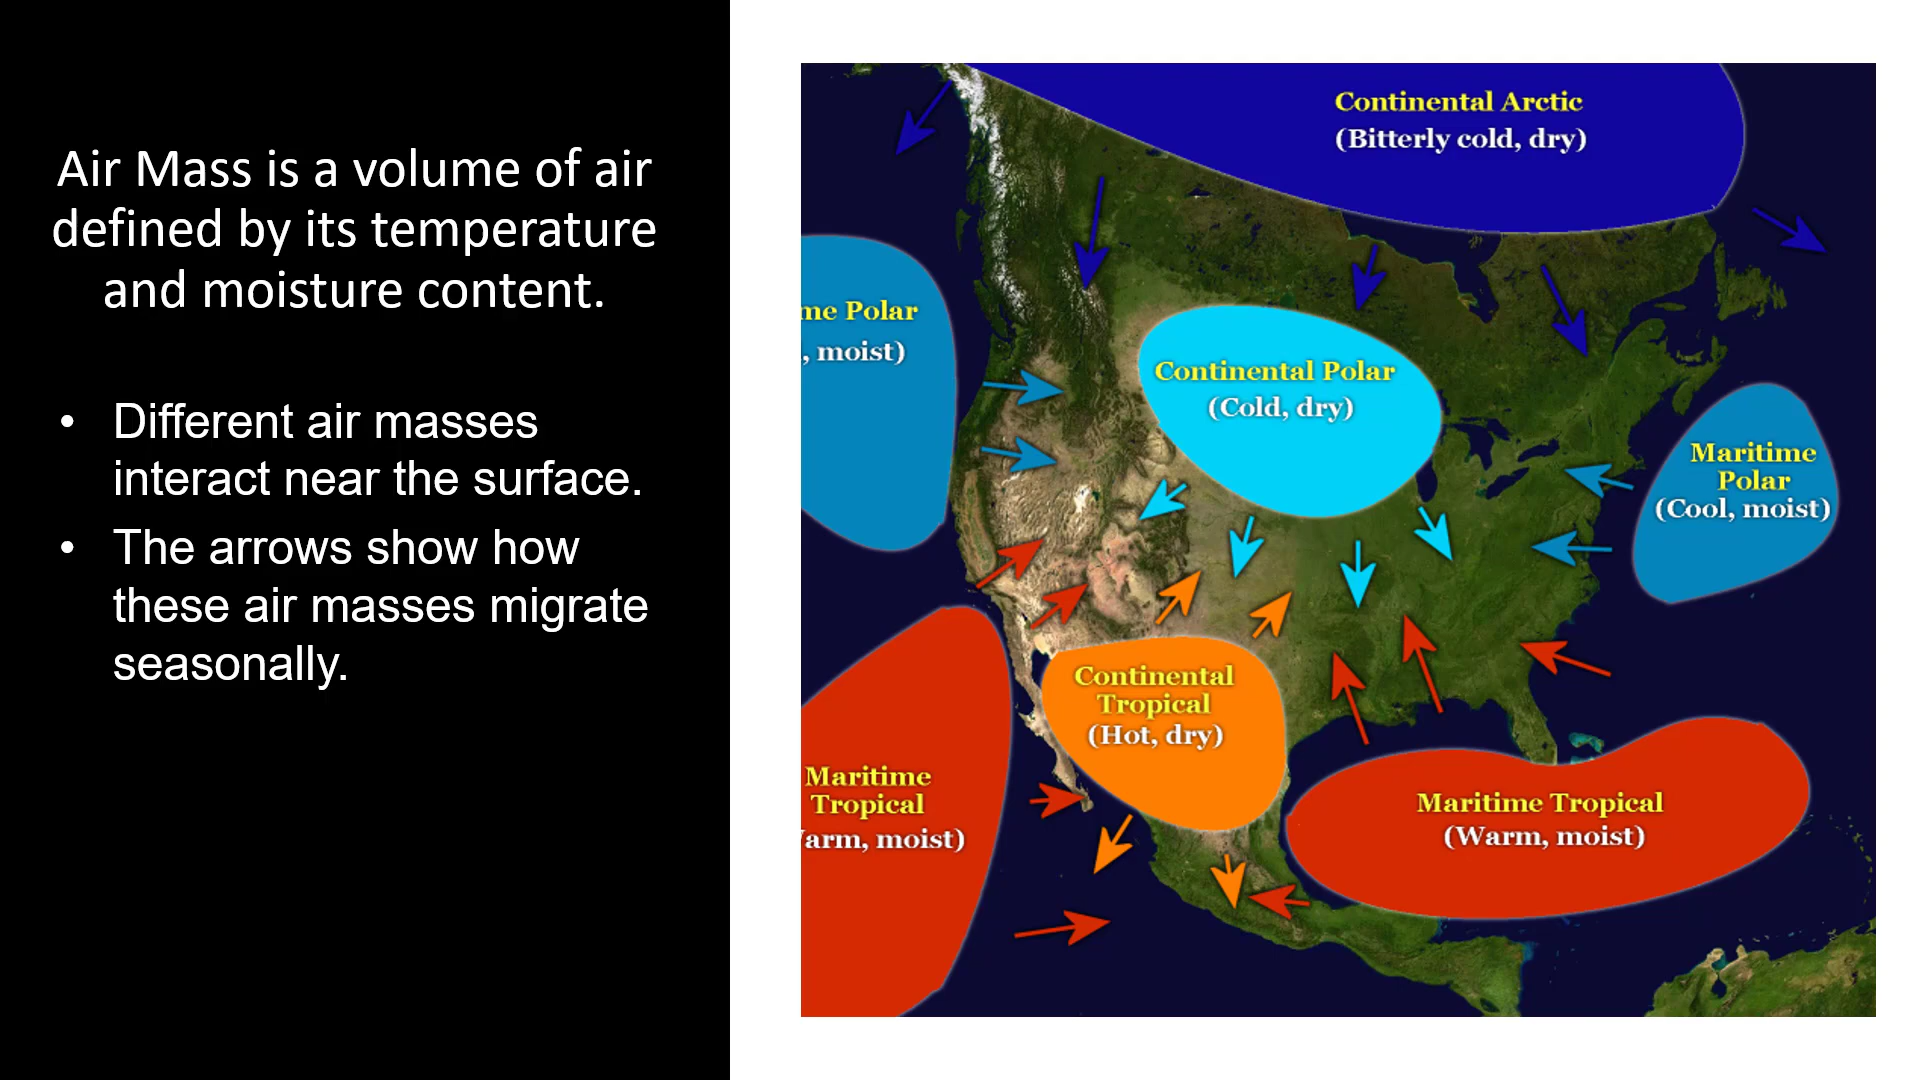 Air Mass is a volume of air
defined by its temperature
and moisture content.
• Different air masses
interact near the surface.
• The arrows show how
these air masses migrate
seasonally.
Continental Arctic
(Bitterly cold, dry)
me Polar
, moist)
Continental Polar
(Cold, dry)
Maritime
Polar
(Cool, moist)
Continental
Tropical
(Hot, dry)
Maritime
Tropical
arm, moist)
Maritime Tropical
(Warm, moist)